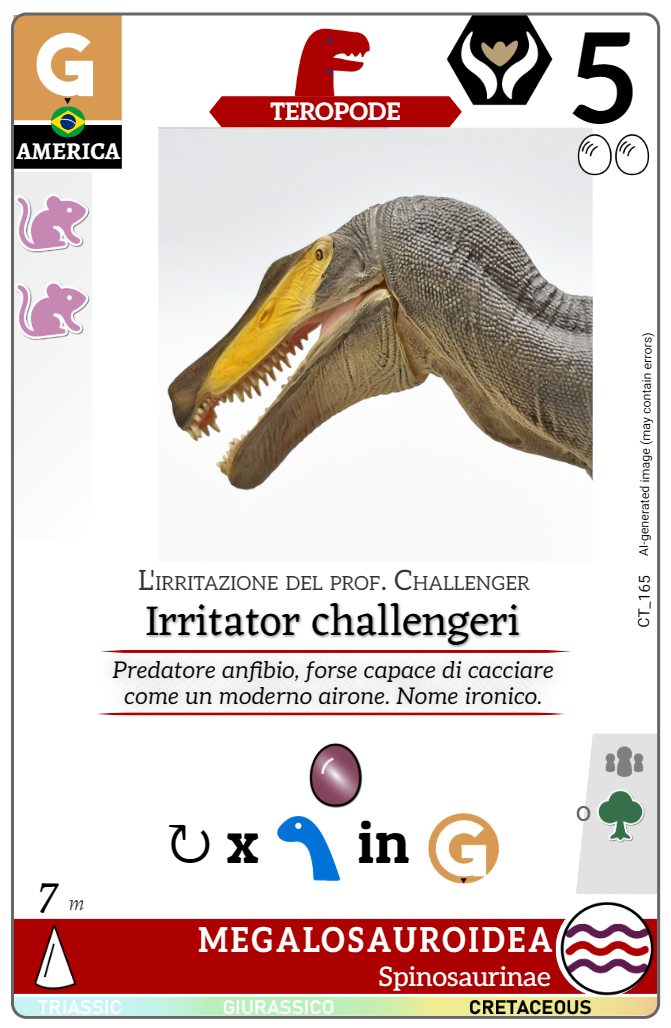 G
AMERICA
TEROPODE
5
AI-generated image (may contain errors)
CT_165
L'irritazione del prof. Challenger
Irritator challengeri
Predatore anfibio, forse capace di cacciare
come un moderno airone. Nome ironico.
↻ x in G
o
7 m
MEGALOSAUROIDEA
Spinosaurinae
TRIASSIC GIURASSICO CRETACEOUS